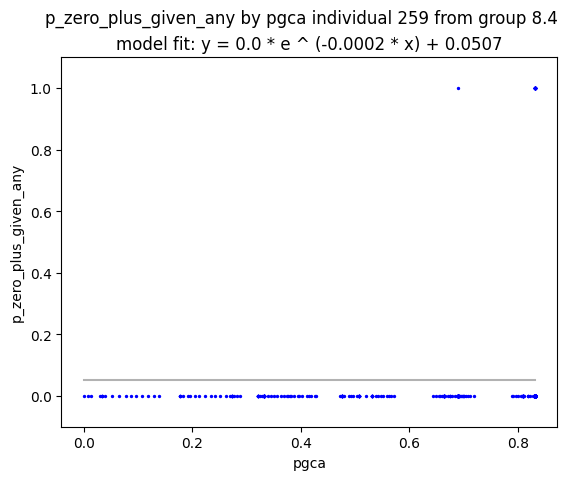 p_zero_plus_given_any by pgca individual 259 from group 8.4
model fit: y = 0.0 * e ^ (-0.0002 * x) + 0.0507
1.0
0.8
0.6
0.4
0.2
0.0
p_zero_plus_given_any
0.0 0.2 0.4 0.6 0.8
pgca